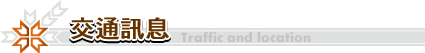 交通訊息 Traffic and location